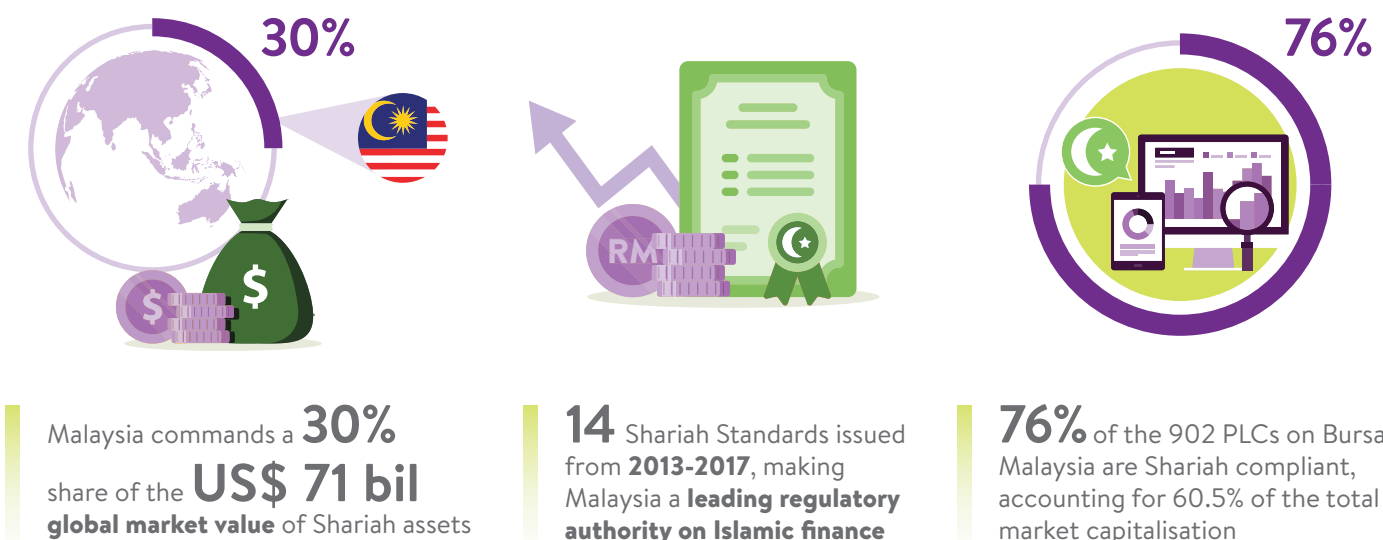 30%
$
$
RM
76%
Malaysia commands a 30%
share of the US$ 71 bil
global market value of Shariah assets
14 Shariah Standards issued
from 2013-2017, making
Malaysia a leading regulatory
authority on Islamic finance
76% of the 902 PLCs on Bursa
Malaysia are Shariah compliant,
accounting for 60.5% of the total
market capitalisation